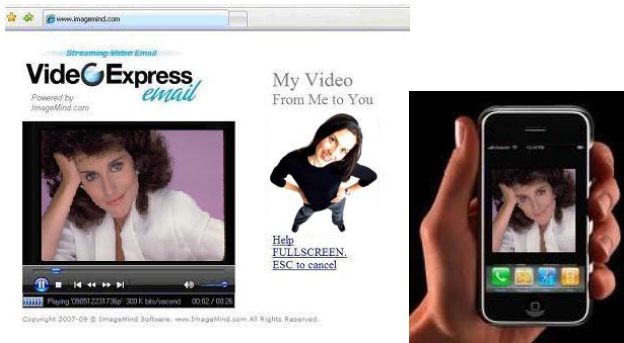 www.imagemind.com
Streaming Video Email
VideoExpress
email
Powered by
ImageMind.com
My Video
From Me to You
Help
FULLSCREEN.
ESC to cancel
Playing '090512231736p' 300 K bits/second 00:02 / 00:26
Copyright 2007-09 © ImageMind Software. www.ImageMind.com All Rights Reserved.